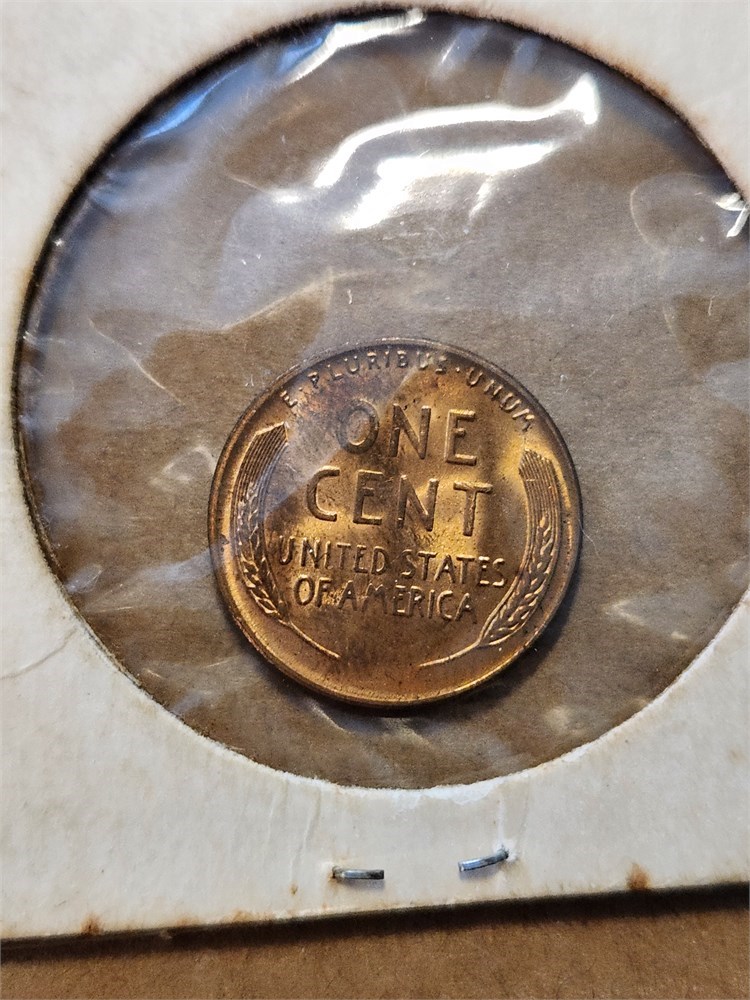 E·PLURIBUS·UNUM
ONE
CENT
UNITED STATES
OF AMERICA